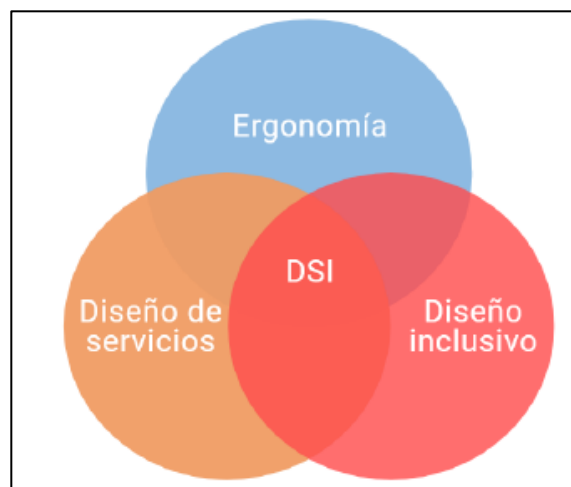 Ergonomía
DSI
Diseño de
servicios
Diseño
inclusivo